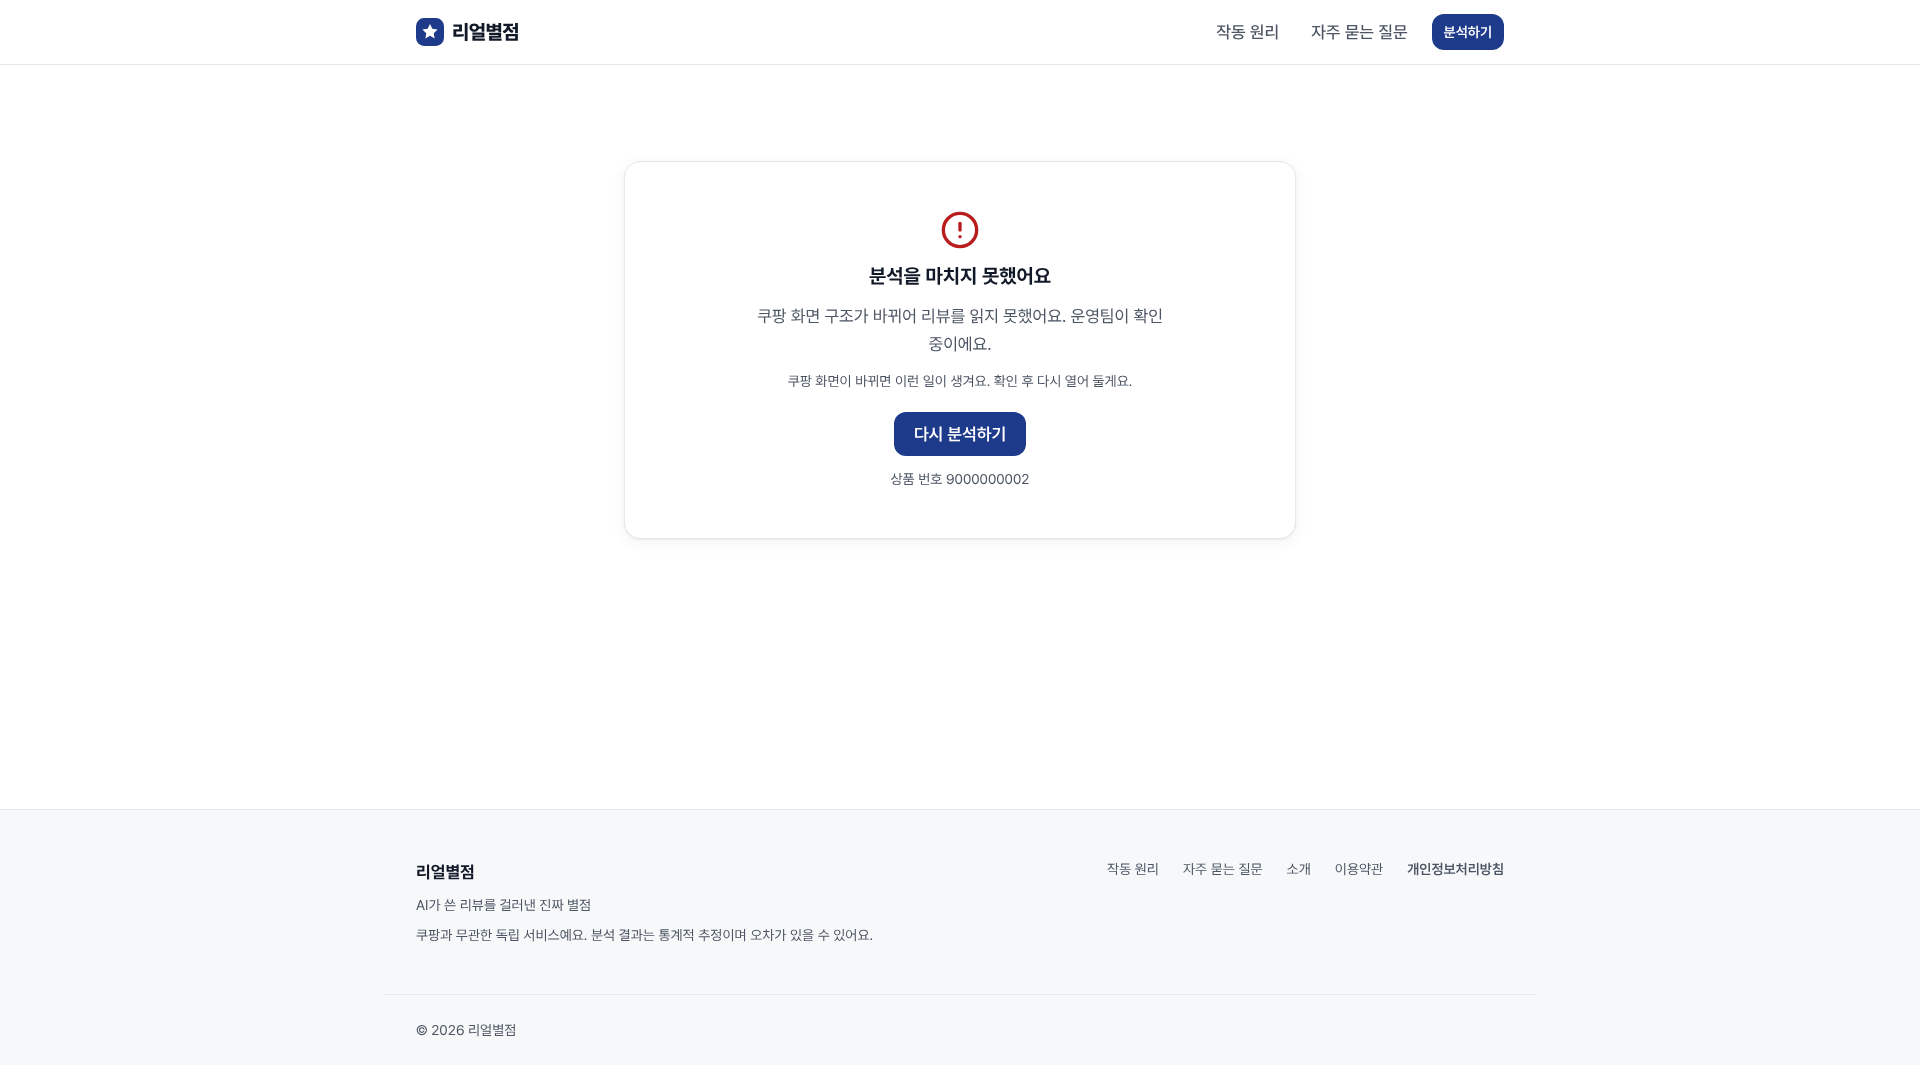 리얼별점
작동 원리
자주 묻는 질문
분석하기
분석을 마치지 못했어요
쿠팡 화면 구조가 바뀌어 리뷰를 읽지 못했어요. 운영팀이 확인
중이에요.
쿠팡 화면이 바뀌면 이런 일이 생겨요. 확인 후 다시 열어 둘게요.
다시 분석하기
상품 번호 9000000002
리얼별점
작동 원리
자주 묻는 질문
소개
이용약관
개인정보처리방침
AI가 쓴 리뷰를 걸러낸 진짜 별점
쿠팡과 무관한 독립 서비스예요. 분석 결과는 통계적 추정이며 오차가 있을 수 있어요.
© 2026 리얼별점